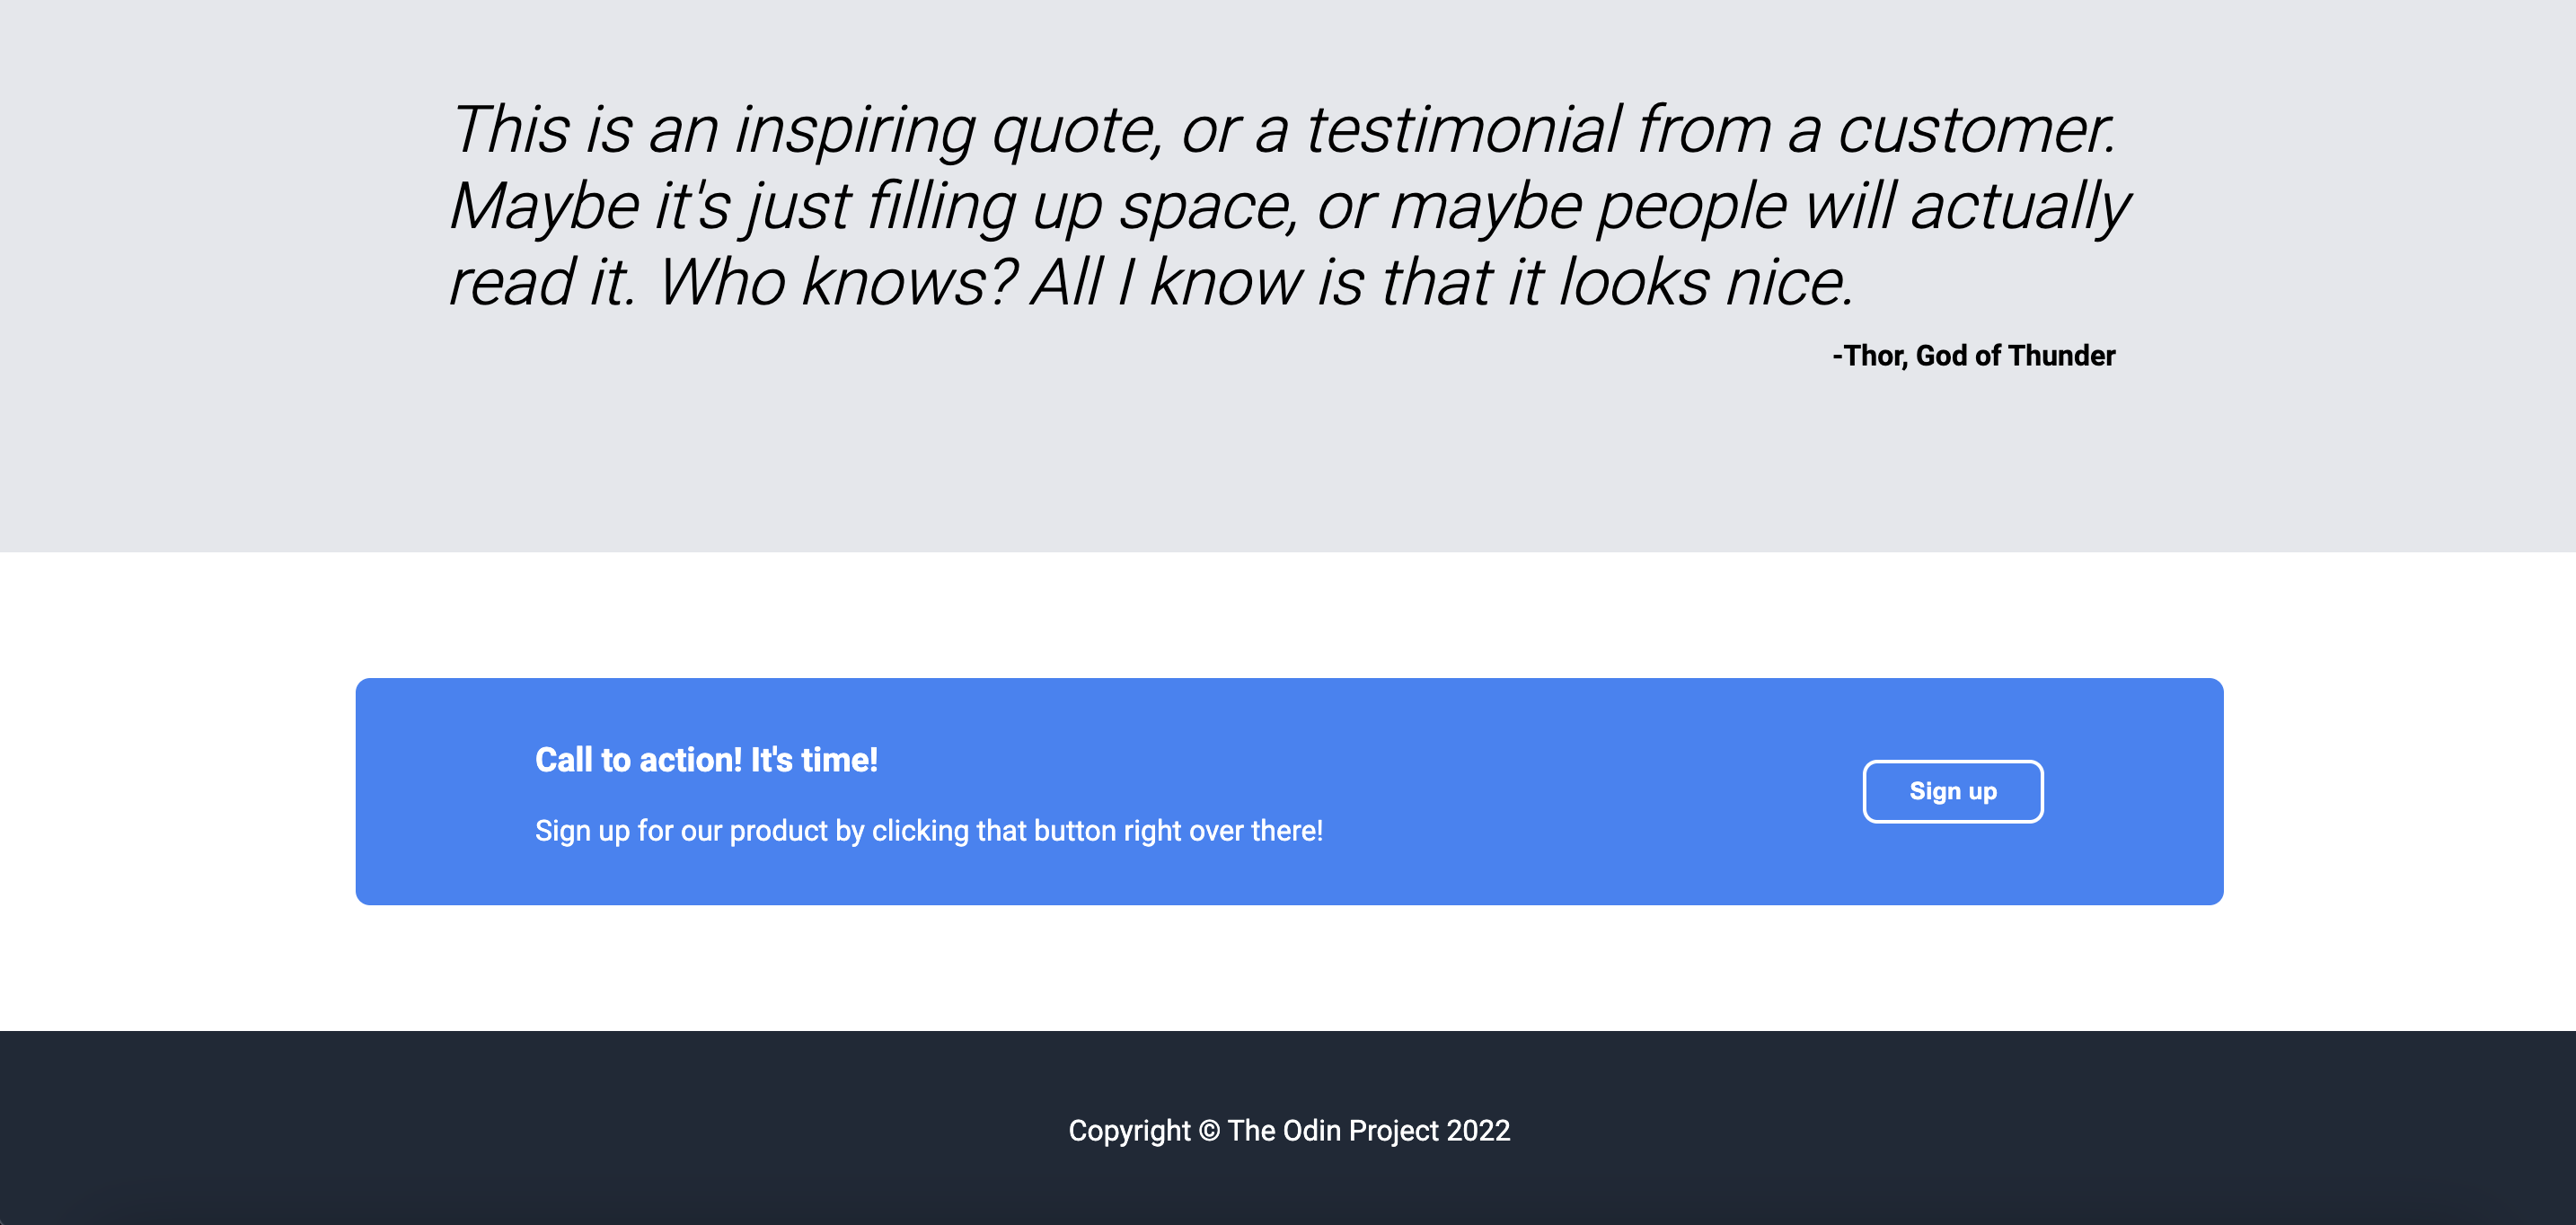 This is an inspiring quote, or a testimonial from a customer.
Maybe it's just filling up space, or maybe people will actually
read it. Who knows? All I know is that it looks nice.
-Thor, God of Thunder
Call to action! It's time!
Sign up for our product by clicking that button right over there!
Sign up
Copyright © The Odin Project 2022